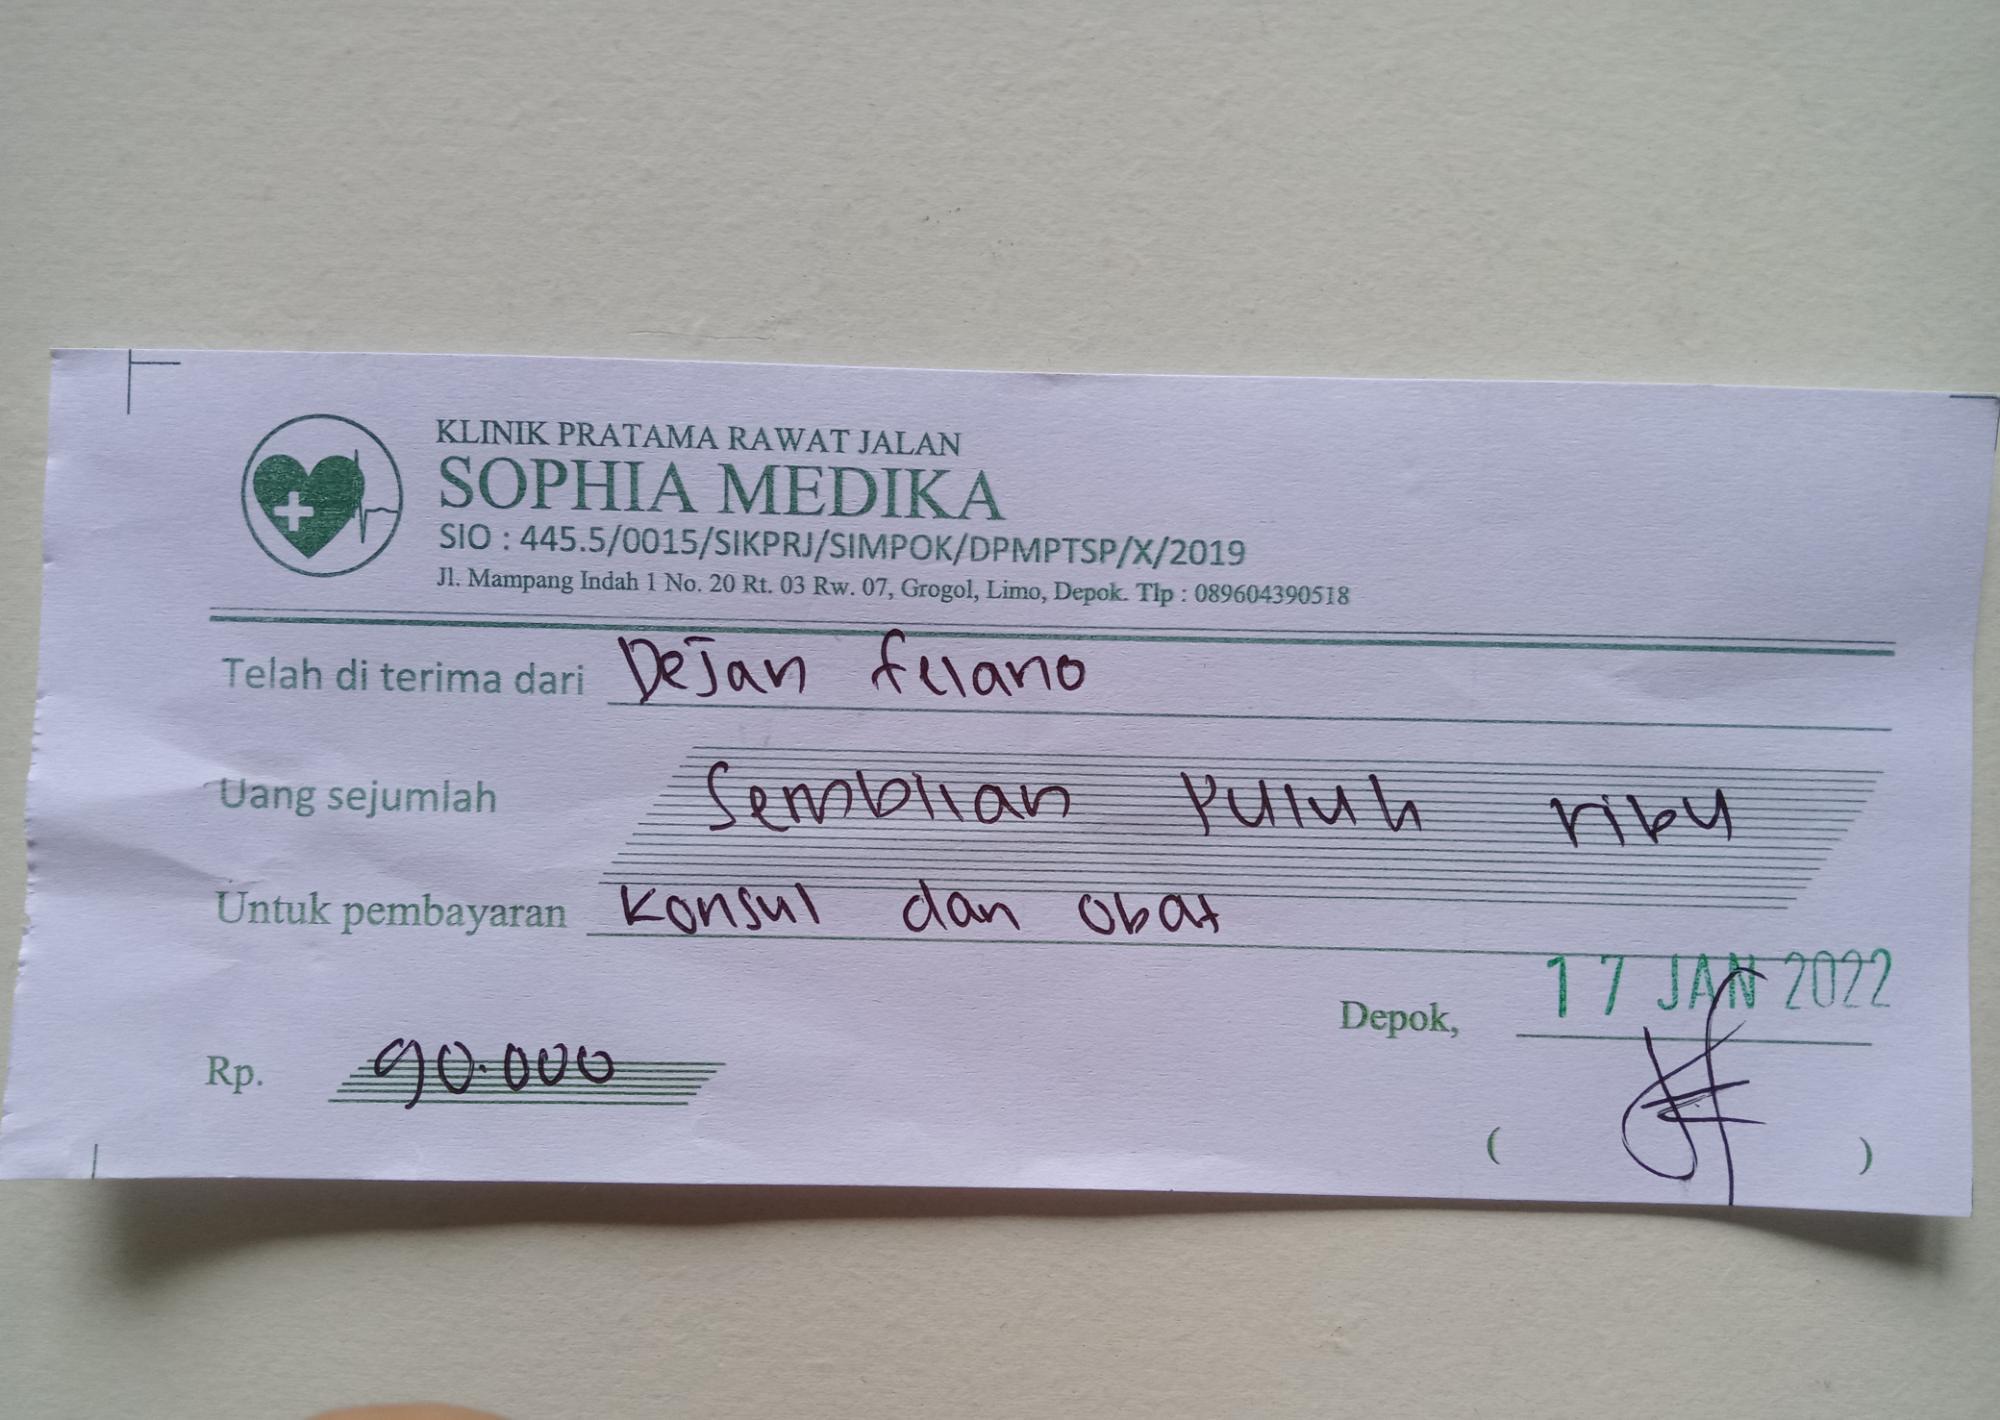 KLINIK PRATAMA RAWAT JALAN
SOPHIA MEDIKA
SIO : 445.5/0015/SIKPRJ/SIMPOK/DPMPTSP/X/2019
Jl. Mampang Indah 1 No. 20 Rt. 03 Rw. 07, Grogol, Limo, Depok. Tlp : 089604390518
Telah di terima dari Dejan felano
Uang sejumlah Sembilan Puluh ribu
Untuk pembayaran Konsul dan obat
Depok, 17 JAN 2022
Rp. 90.000
( )